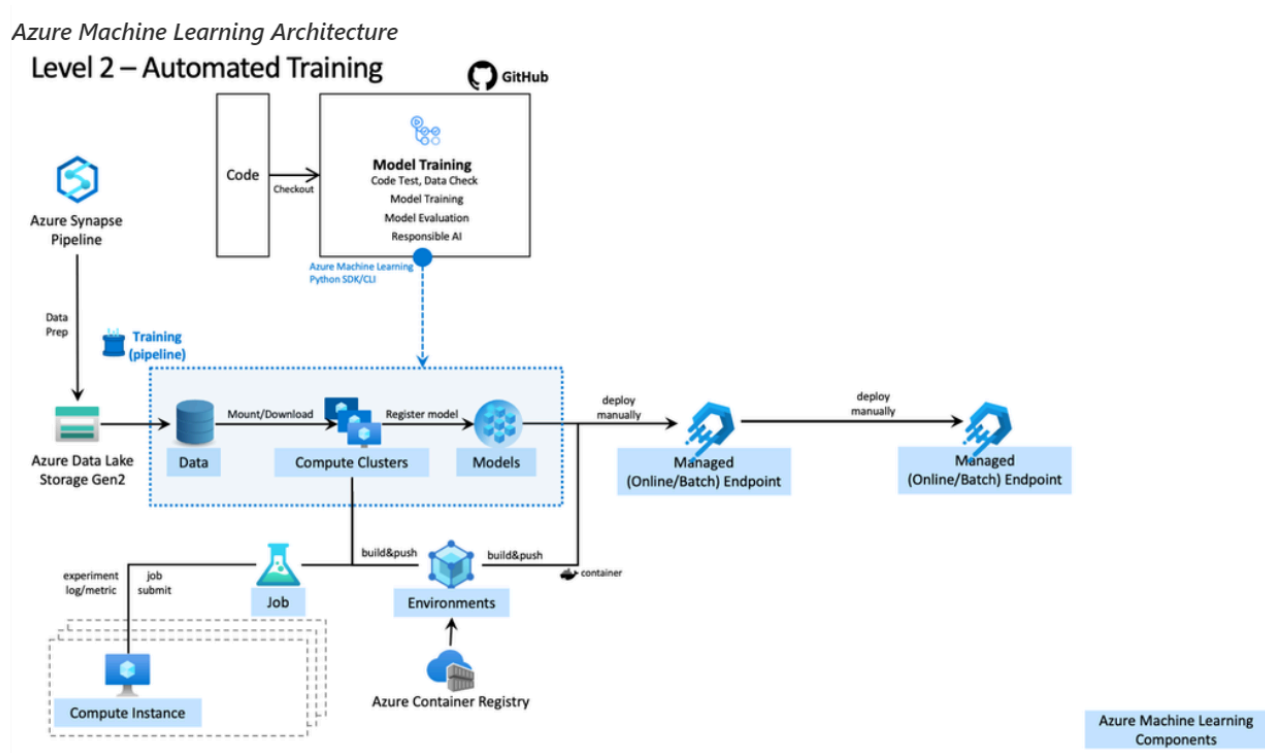 Azure Machine Learning Architecture
Level 2 – Automated Training
GitHub
Code
Checkout
Model Training
Code Test, Data Check
Model Training
Model Evaluation
Responsible AI
Azure Machine Learning
Python SDK/CLI
Azure Synapse
Pipeline
Data
Prep
Training
(pipeline)
Azure Data Lake
Storage Gen2
Data
Mount/Download
Compute Clusters
Register model
Models
deploy
manually
Managed
(Online/Batch) Endpoint
deploy
manually
Managed
(Online/Batch) Endpoint
experiment
log/metric
job
submit
Job
build&push
Environments
build&push
container
Azure Container Registry
Compute Instance
Azure Machine Learning
Components